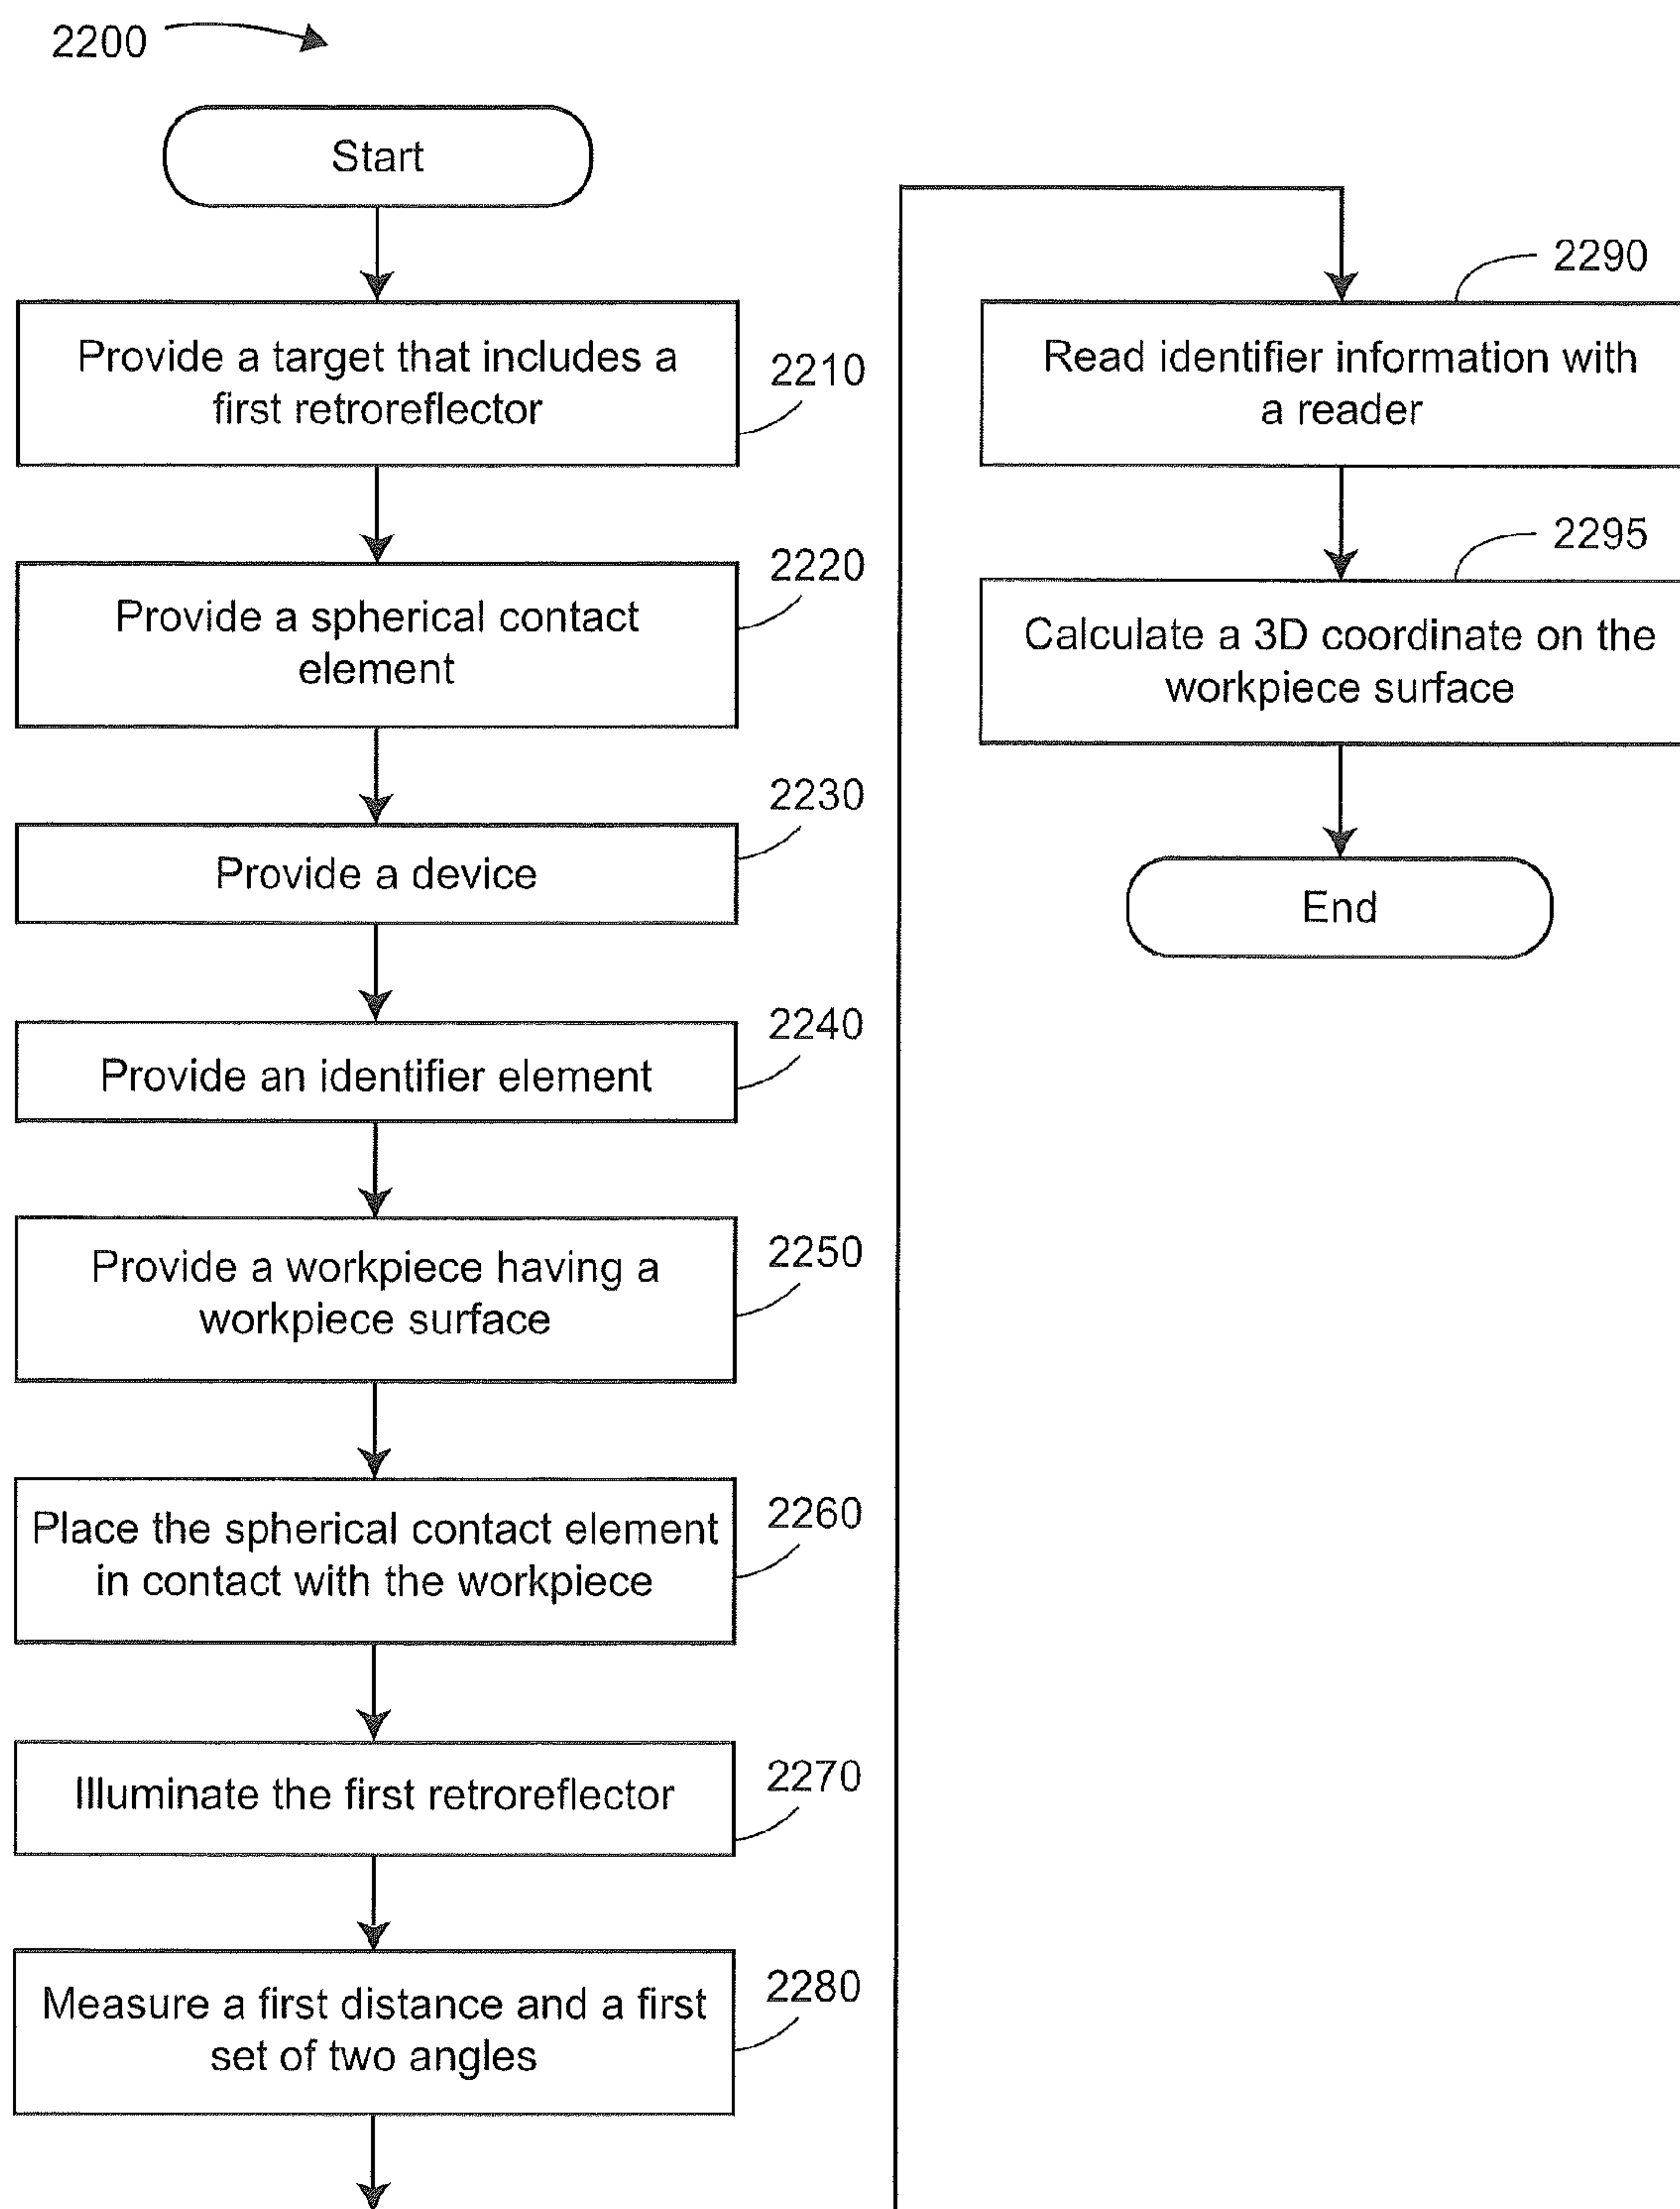 2200
Start
Provide a target that includes a
first retroreflector
2210
Provide a spherical contact
element
2220
Provide a device
2230
Provide an identifier element
2240
Provide a workpiece having a
workpiece surface
2250
Place the spherical contact element
in contact with the workpiece
2260
Illuminate the first retroreflector
2270
Measure a first distance and a first
set of two angles
2280
2290
Read identifier information with
a reader
2295
Calculate a 3D coordinate on the
workpiece surface
End